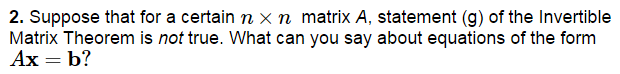 2. Suppose that for a certain n × n matrix A, statement (g) of the Invertible
Matrix Theorem is not true. What can you say about equations of the form
Ax = b?